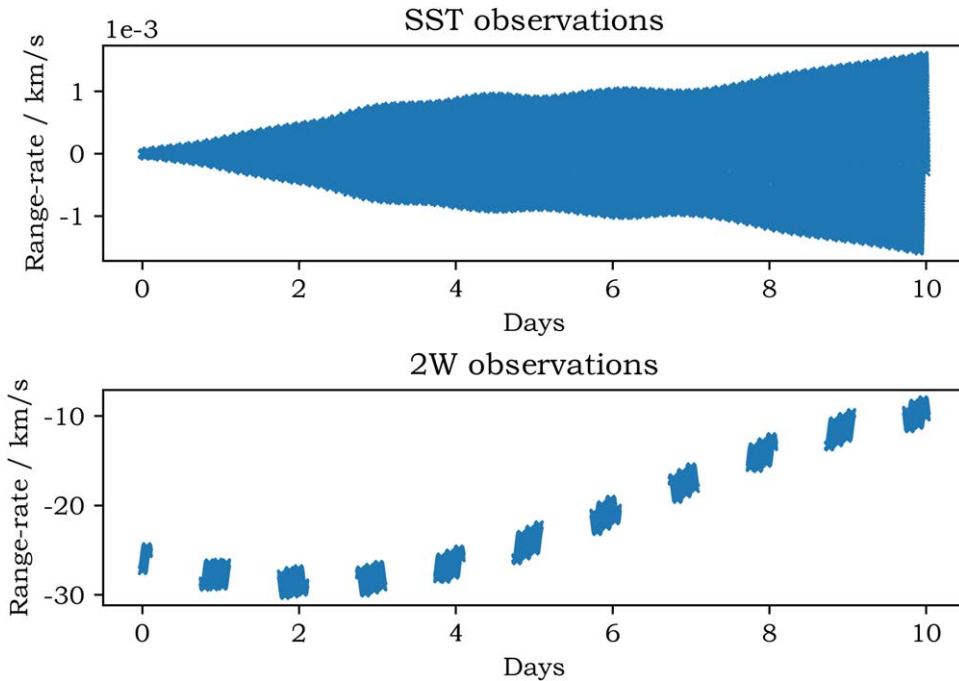 SST observations
1e-3
Range-rate / km/s
1
0
-1
0 2 4 6 8 10
Days
2W observations
Range-rate / km/s
-10
-20
-30
0 2 4 6 8 10
Days